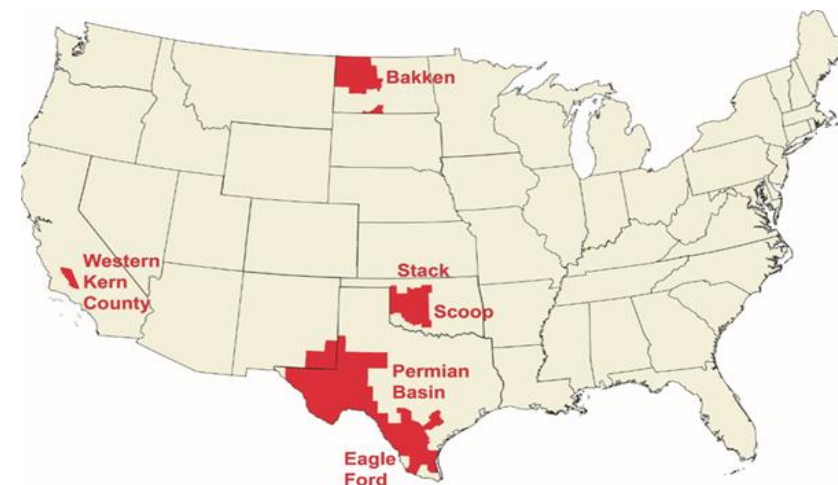 Bakken
Western
Kern
County
Stack
Scoop
Permian
Basin
Eagle
Ford